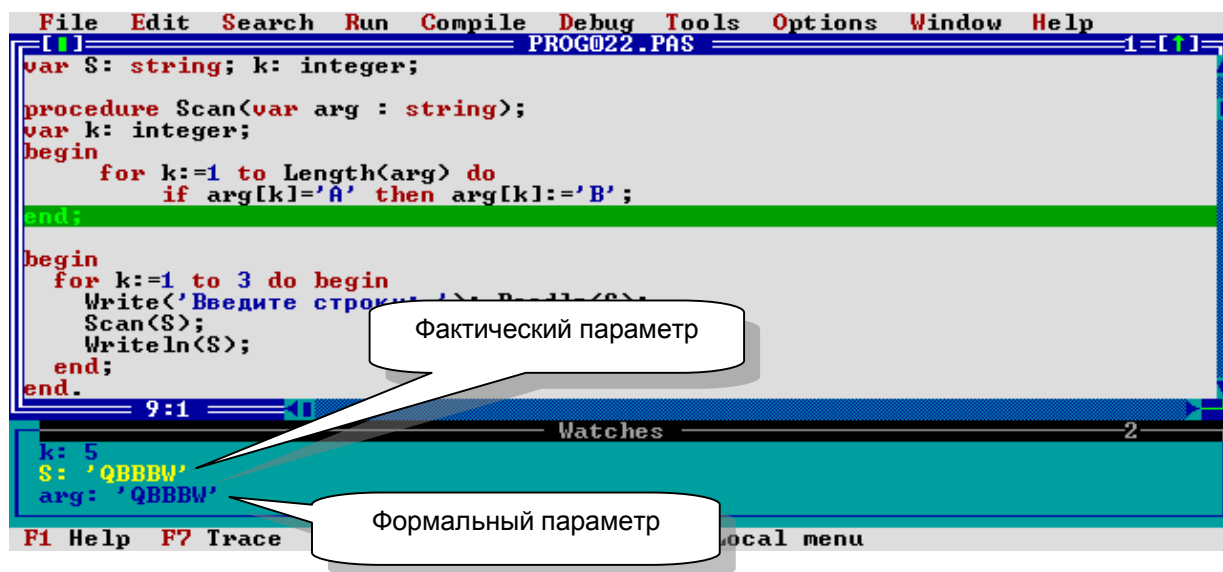 File Edit Search Run Compile Debug Tools Options Window Help
PROG022.PAS 1=[↑]
var S: string; k: integer;
procedure Scan(var arg : string);
var k: integer;
begin
for k:=1 to Length(arg) do
if arg[k]='A' then arg[k]:='B';
end;
begin
for k:=1 to 3 do begin
Write('Введите
Scan(S);
Writeln(S);
end;
end.
Фактический параметр
9:1
Watches 2
k: 5
S: 'QBBBW'
arg: 'QBBBW'
Формальный параметр
F1 Help F7 Trace menu